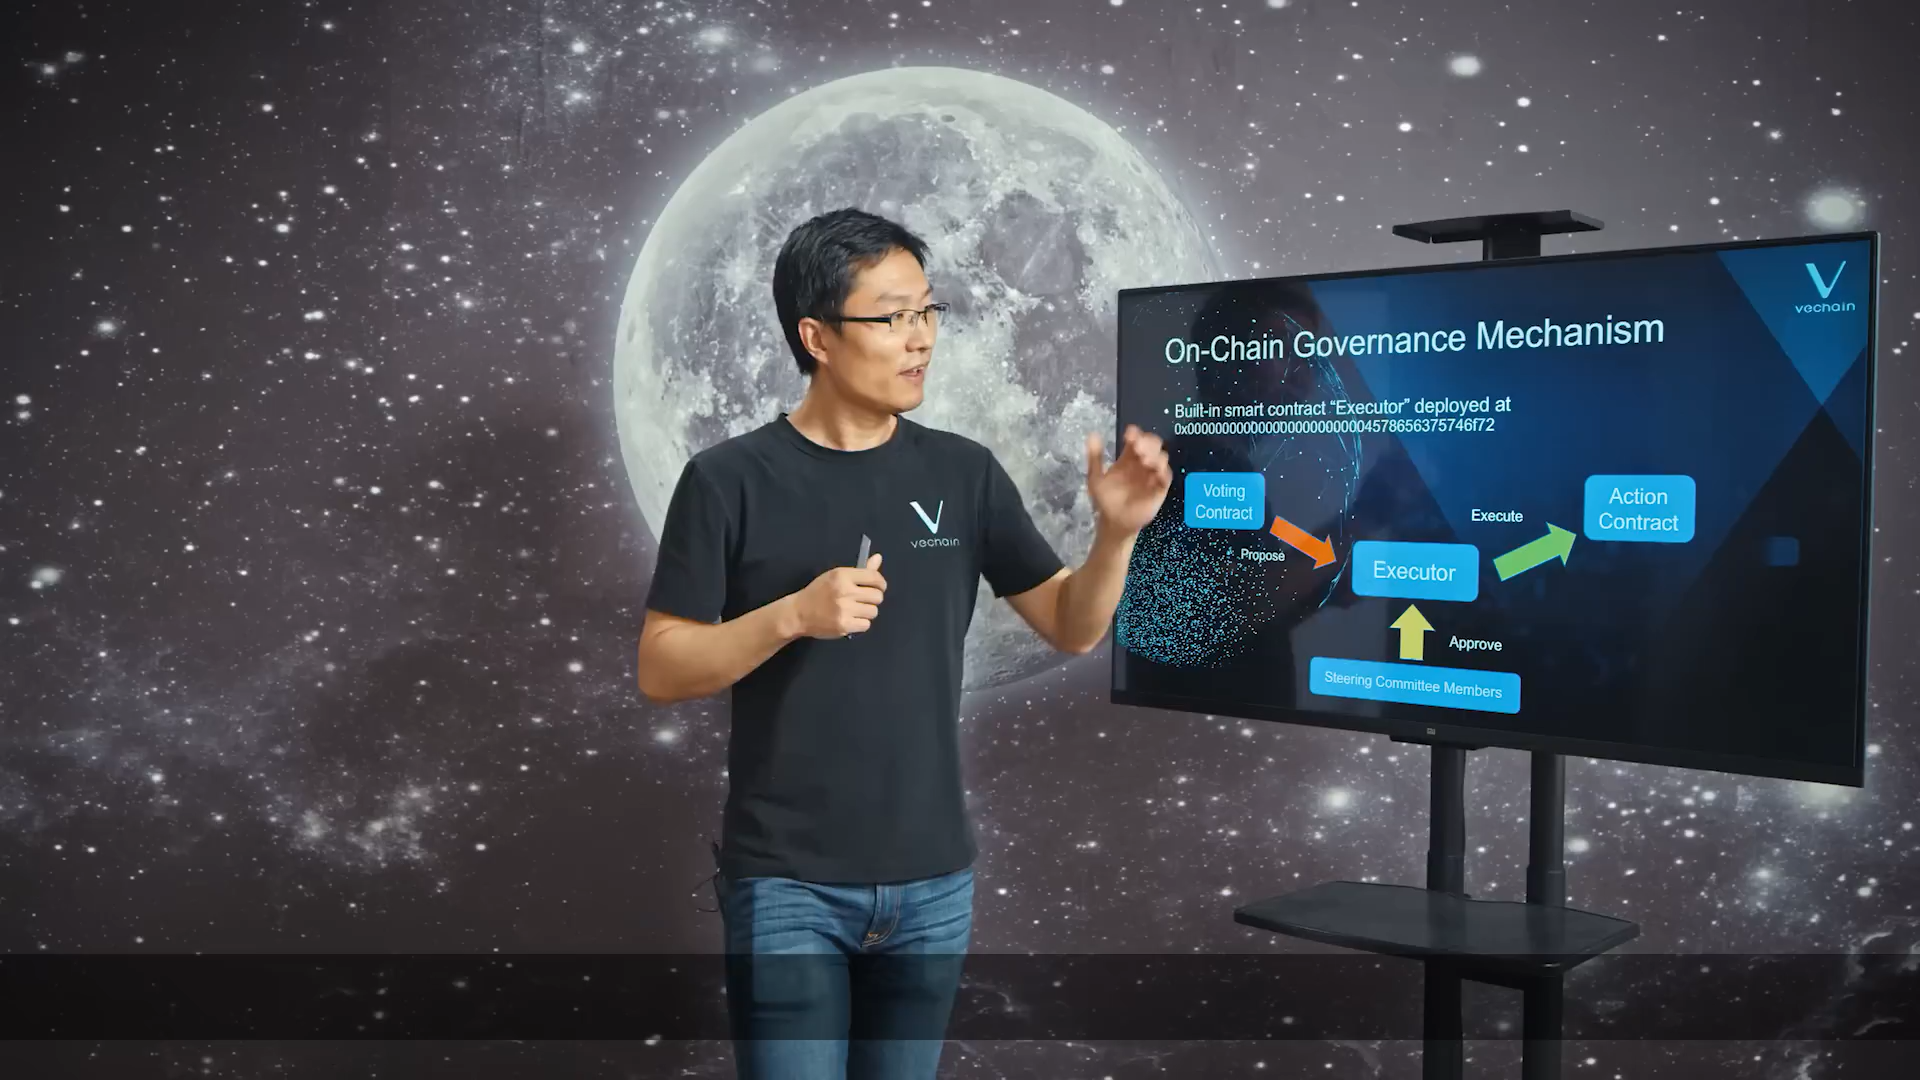 vechain
On-Chain Governance Mechanism
• Built-in smart contract “Executor” deployed at
0x0000000000000000000000004578656375746f72
Voting
Contract
Propose
Executor
Execute
Action
Contract
Approve
Steering Committee Members
vechain